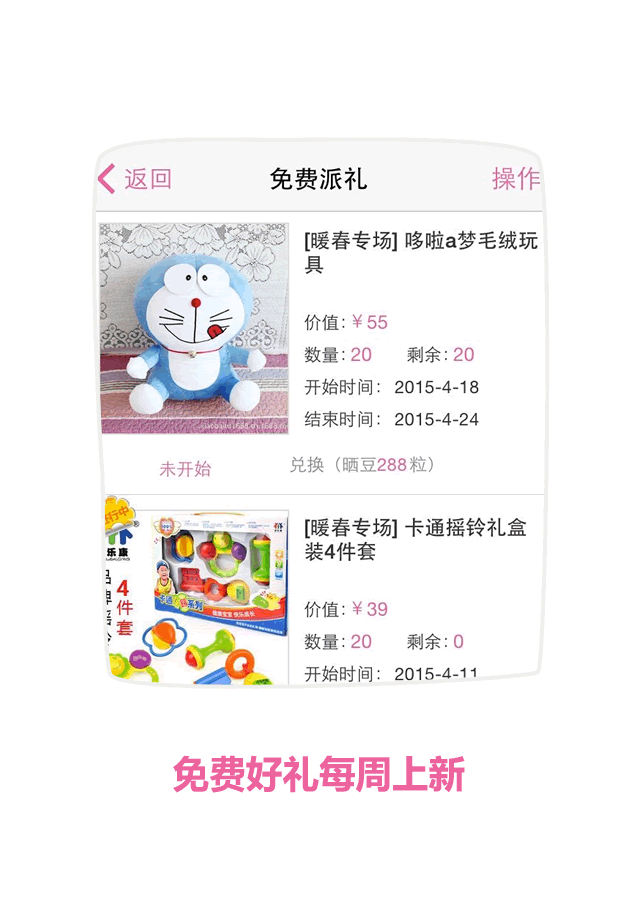 返回
免费派礼
操作
[暖春专场] 哆啦a梦毛绒玩
具
价值: ¥55
数量: 20 剩余: 20
开始时间： 2015-4-18
结束时间： 2015-4-24
未开始
兑换（晒豆288粒）
[暖春专场] 卡通摇铃礼盒
装4件套
乐康
4
件
套
价值: ¥39
数量: 20 剩余: 0
开始时间： 2015-4-11
免费好礼每周上新